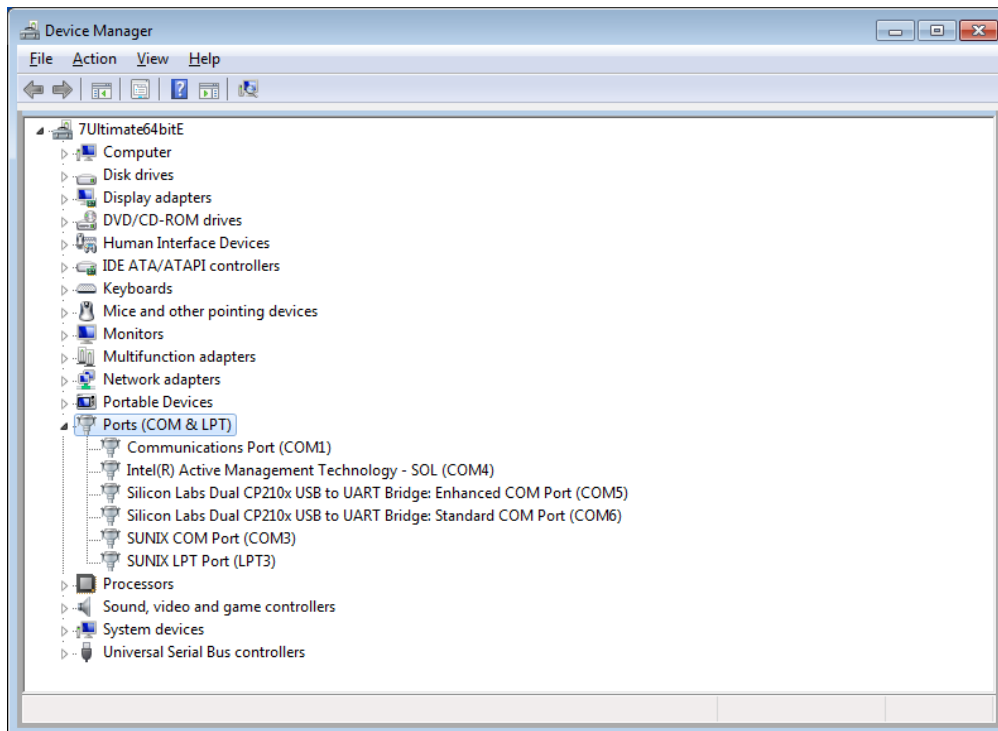 Device Manager
File Action View Help
7Ultimate64bitE
Computer
Disk drives
Display adapters
DVD/CD-ROM drives
Human Interface Devices
IDE ATA/ATAPI controllers
Keyboards
Mice and other pointing devices
Monitors
Multifunction adapters
Network adapters
Portable Devices
Ports (COM & LPT)
Communications Port (COM1)
Intel(R) Active Management Technology - SOL (COM4)
Silicon Labs Dual CP210x USB to UART Bridge: Enhanced COM Port (COM5)
Silicon Labs Dual CP210x USB to UART Bridge: Standard COM Port (COM6)
SUNIX COM Port (COM3)
SUNIX LPT Port (LPT3)
Processors
Sound, video and game controllers
System devices
Universal Serial Bus controllers